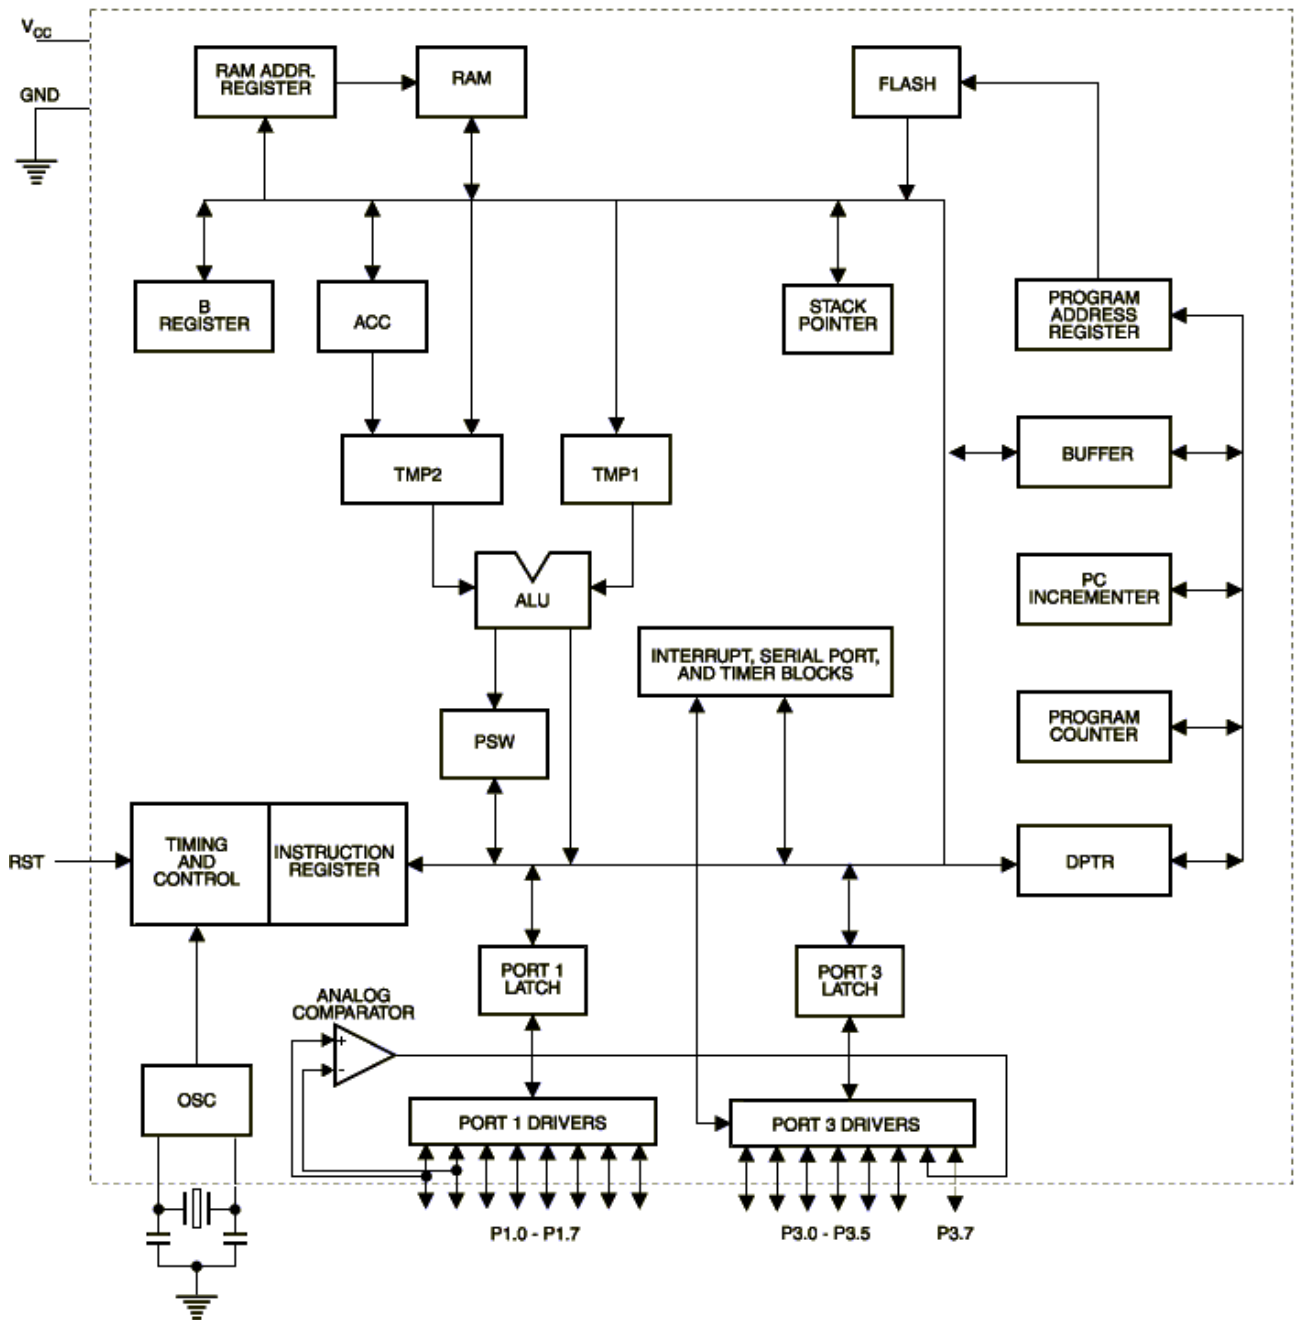 VCC
GND
RAM ADDR.
REGISTER
RAM
FLASH
B
REGISTER
ACC
STACK
POINTER
PROGRAM
ADDRESS
REGISTER
TMP2
TMP1
BUFFER
ALU
PC
INCREMENTER
INTERRUPT, SERIAL PORT,
AND TIMER BLOCKS
PSW
PROGRAM
COUNTER
RST
TIMING
AND
CONTROL
INSTRUCTION
REGISTER
DPTR
PORT 1
LATCH
PORT 3
LATCH
ANALOG
COMPARATOR
+
-
OSC
PORT 1 DRIVERS
PORT 3 DRIVERS
P1.0 - P1.7
P3.0 - P3.5
P3.7